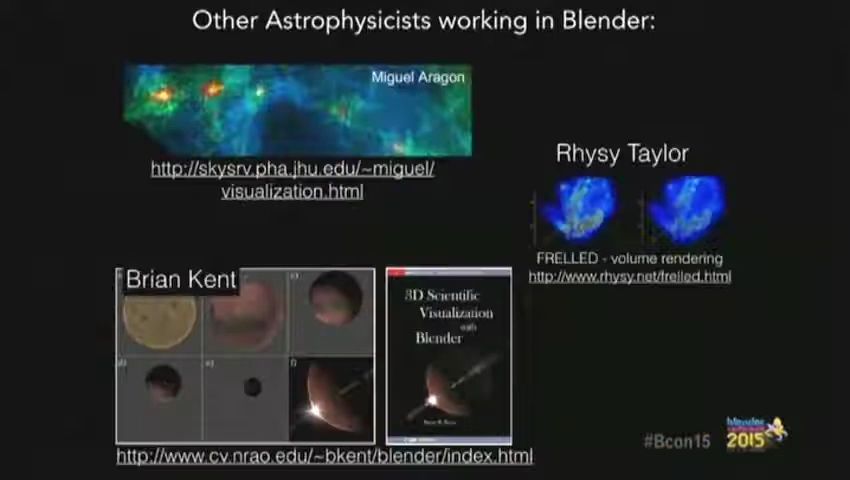 Other Astrophysicists working in Blender:
Miguel Aragon
http://skysrv.pha.jhu.edu/~miguel/
visualization.html
Rhysy Taylor
FRELLED - volume rendering
http://www.rhysy.net/frelled.html
Brian Kent
3D Scientific
Visualization
with
Blender
http://www.cv.nrao.edu/~bkent/blender/index.html
#Bcon15
blender
2015